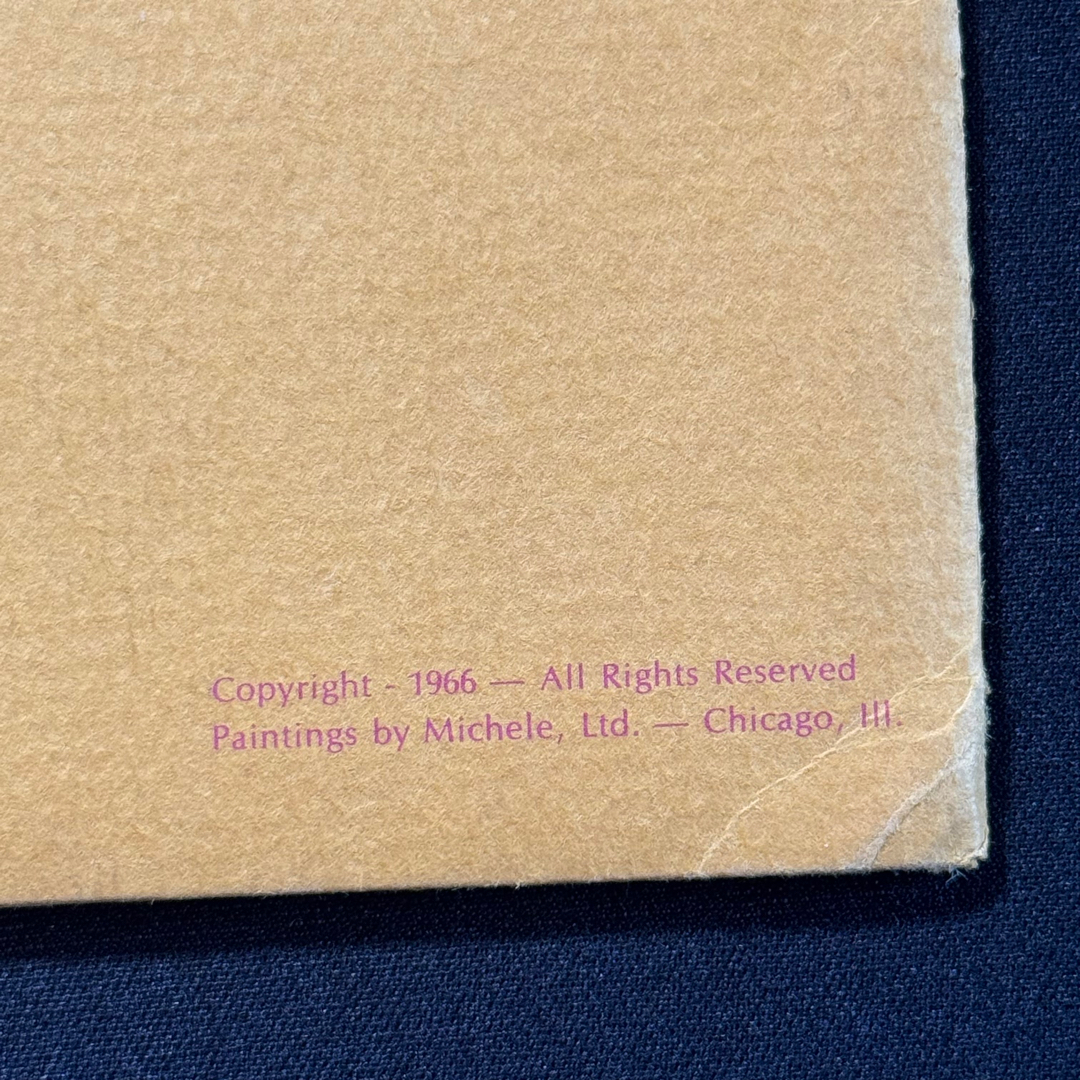 Copyright - 1966 — All Rights Reserved
Paintings by Michele, Ltd. — Chicago, Ill.